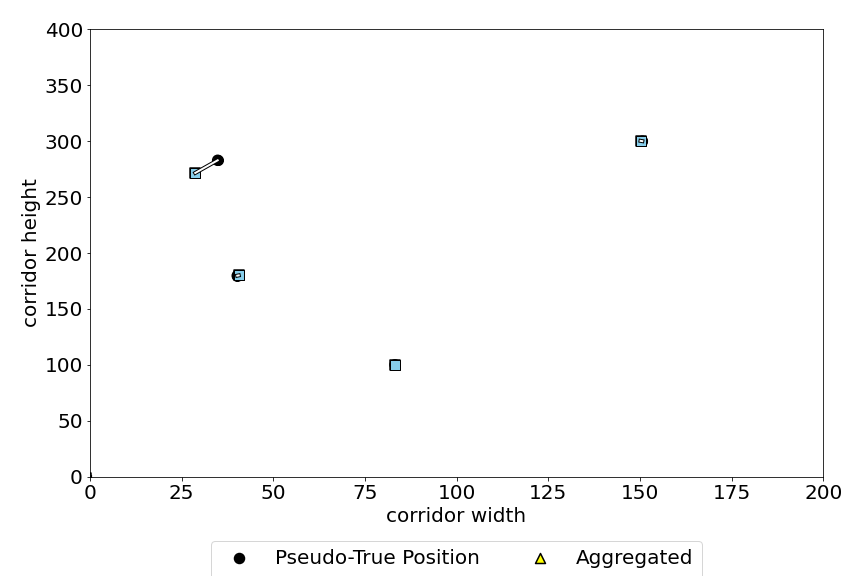 400
350
300
250
200
150
100
50
0
corridor height
0 25 50 75 100 125 150 175 200
corridor width
Pseudo-True Position Aggregated